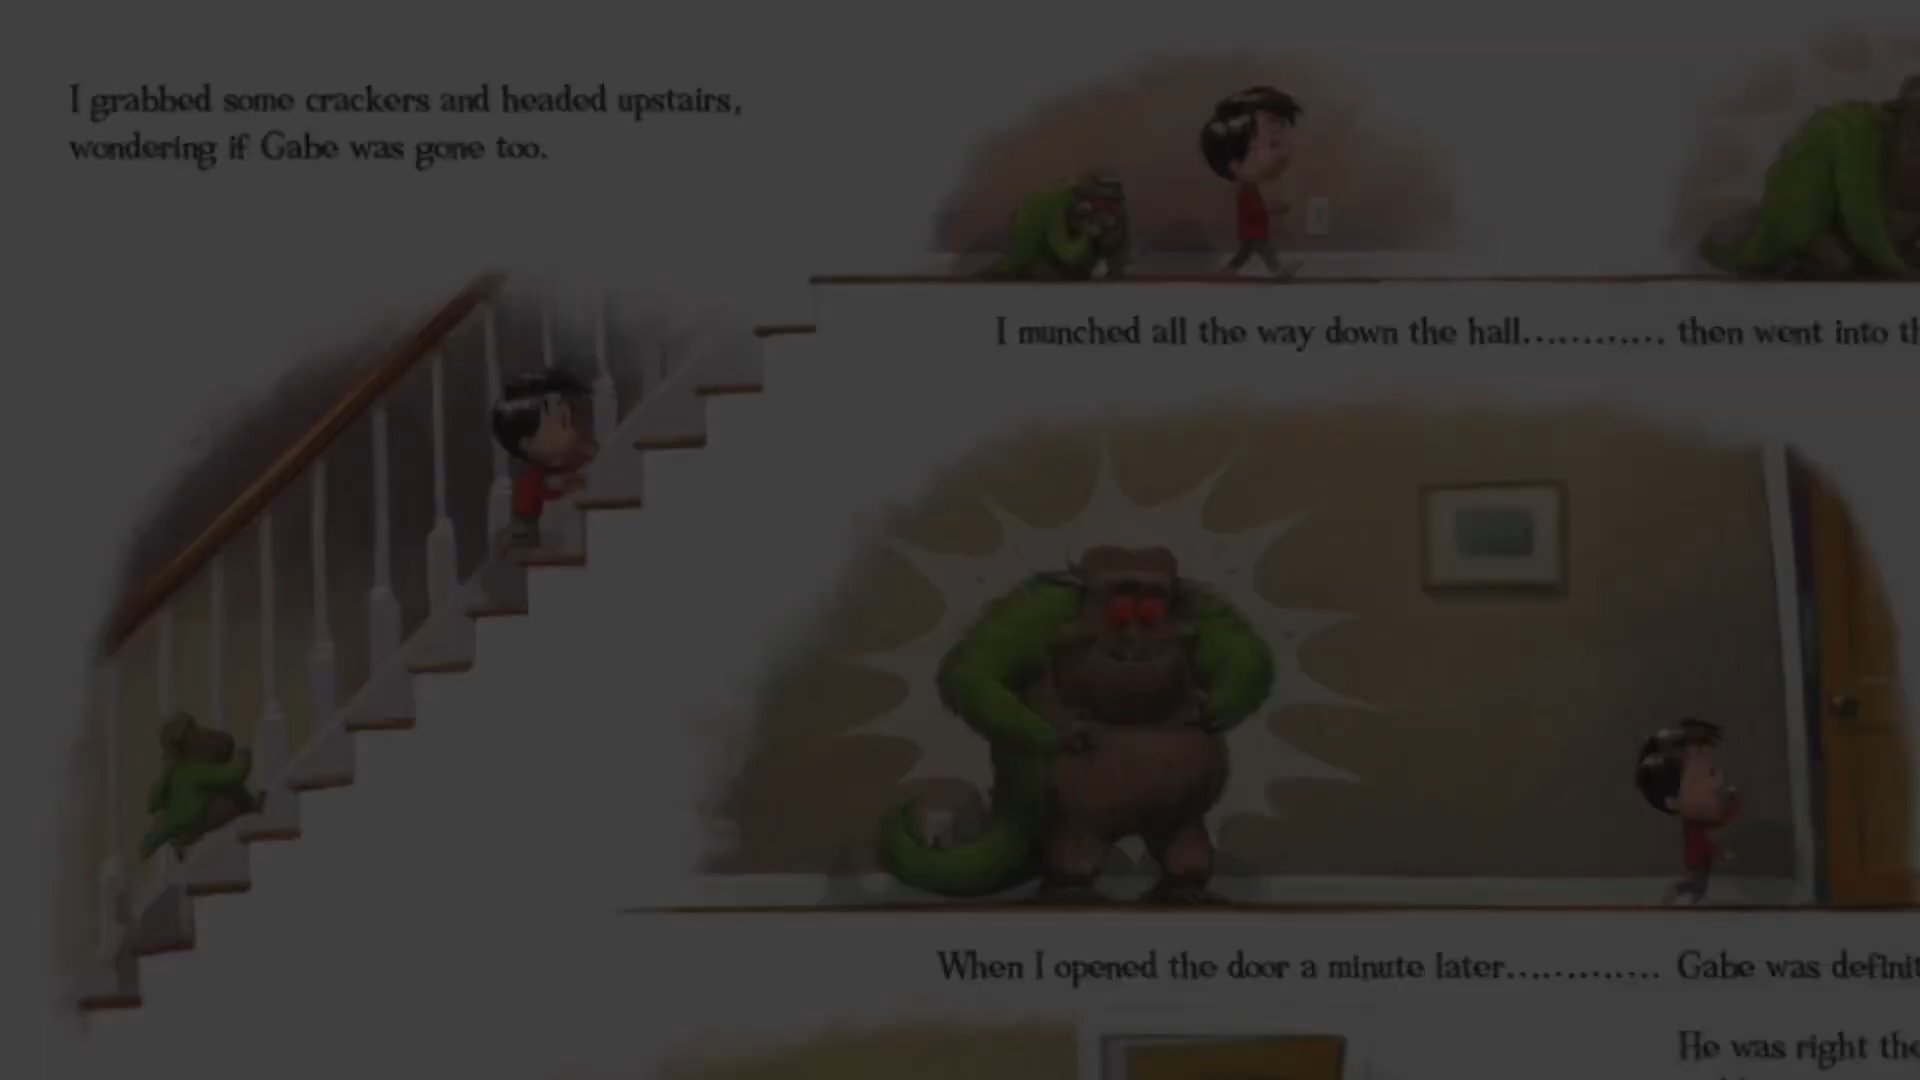 I grabbed some crackers and headed upstairs,
wondering if Gabe was gone too.
I munched all the way down the hall............. then went into
When I opened the door a minute later.............. Gabe was
He was right